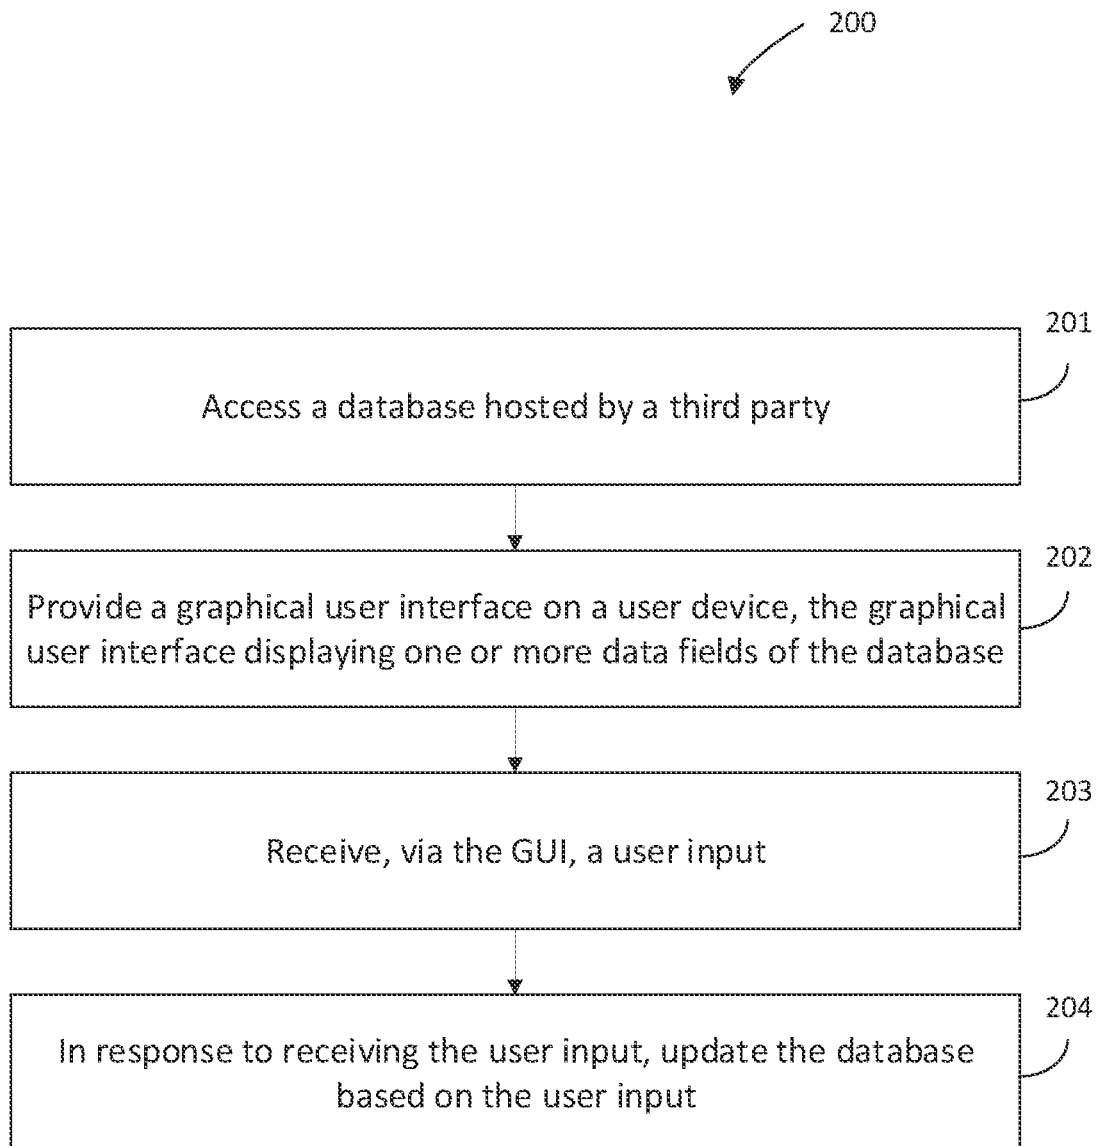 200
201
Access a database hosted by a third party
202
Provide a graphical user interface on a user device, the graphical
user interface displaying one or more data fields of the database
203
Receive, via the GUI, a user input
204
In response to receiving the user input, update the database
based on the user input